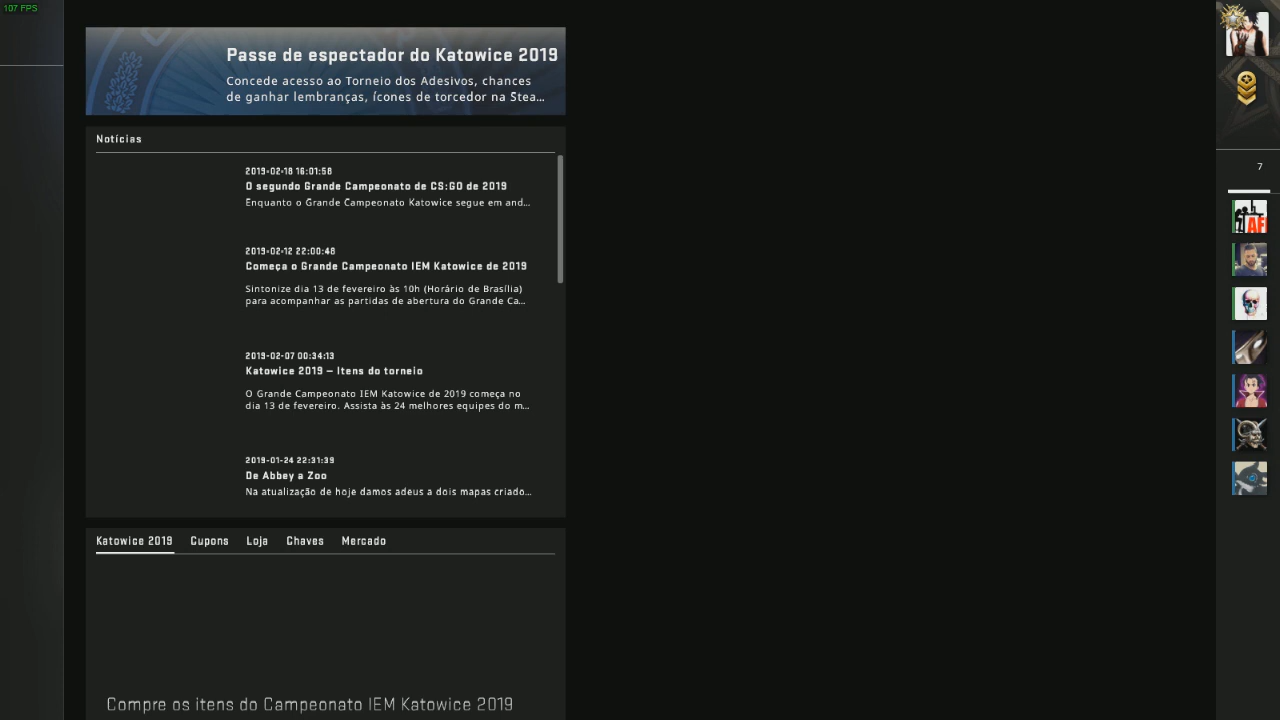 107 FPS
Passe de espectador do Katowice 2019
Concede acesso ao Torneio dos Adesivos, chances
de ganhar lembranças, ícones de torcedor na Stea…
Notícias
2019-02-18 16:01:58
O segundo Grande Campeonato de CS:GO de 2019
Enquanto o Grande Campeonato Katowice segue em and…
2019-02-12 22:00:48
Começa o Grande Campeonato IEM Katowice de 2019
Sintonize dia 13 de fevereiro às 10h (Horário de Brasília)
para acompanhar as partidas de abertura do Grande Ca…
2019-02-07 00:34:13
Katowice 2019 — Itens do torneio
O Grande Campeonato IEM Katowice de 2019 começa no
dia 13 de fevereiro. Assista às 24 melhores equipes do m…
2019-01-24 22:31:39
De Abbey a Zoo
Na atualização de hoje damos adeus a dois mapas criado…
Katowice 2019 Cupons Loja Chaves Mercado
Compre os itens do Campeonato IEM Katowice 2019
7
AF